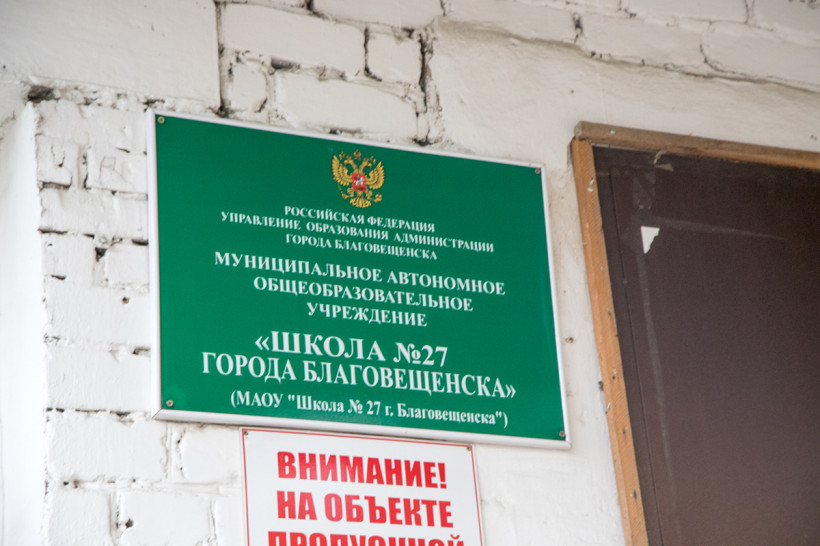 РОССИЙСКАЯ ФЕДЕРАЦИЯ
УПРАВЛЕНИЕ ОБРАЗОВАНИЯ АДМИНИСТРАЦИИ
ГОРОДА БЛАГОВЕЩЕНСКА
МУНИЦИПАЛЬНОЕ АВТОНОМНОЕ
ОБЩЕОБРАЗОВАТЕЛЬНОЕ
УЧРЕЖДЕНИЕ
«ШКОЛА №27
ГОРОДА БЛАГОВЕЩЕНСКА»
(МАОУ "Школа № 27 г. Благовещенска")
ВНИМАНИЕ!
НА ОБЪЕКТЕ
ПРОПУСКНОЙ